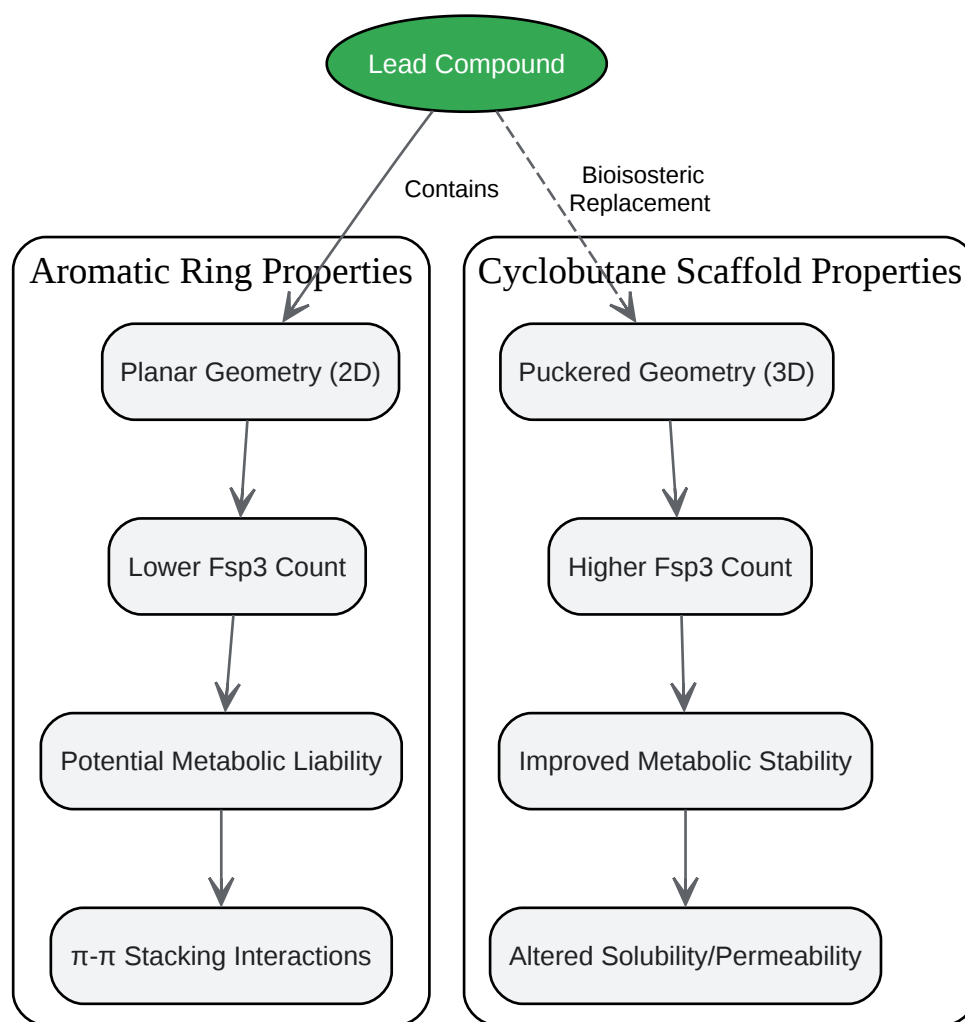 Lead Compound
Contains
Bioisosteric
Replacement
Aromatic Ring Properties
Planar Geometry (2D)
Lower Fsp3 Count
Potential Metabolic Liability
π-π Stacking Interactions
Cyclobutane Scaffold Properties
Puckered Geometry (3D)
Higher Fsp3 Count
Improved Metabolic Stability
Altered Solubility/Permeability